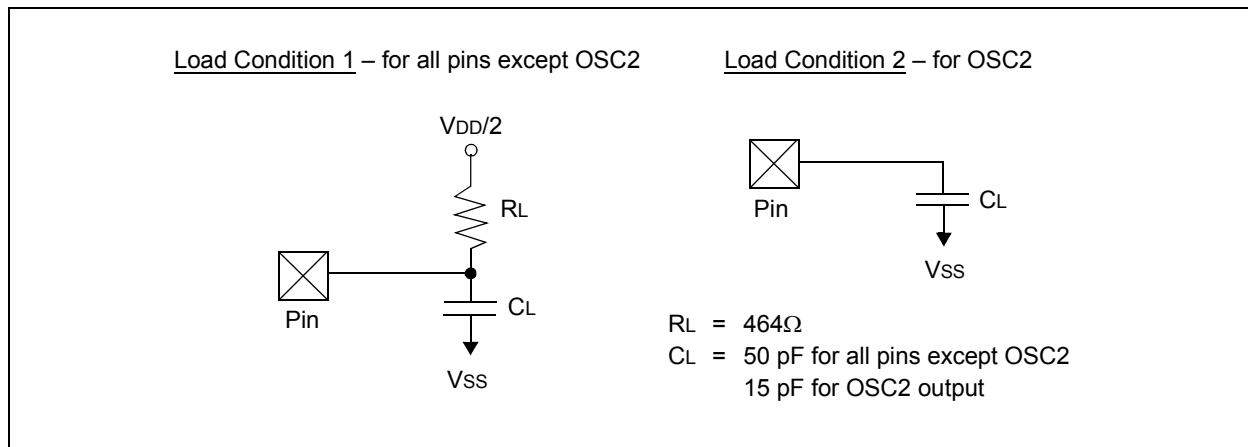 Load Condition 1 – for all pins except OSC2
Load Condition 2 – for OSC2
VDD/2
RL
Pin
CL
VSS
Pin
CL
VSS
RL = 464Ω
CL = 50 pF for all pins except OSC2
15 pF for OSC2 output